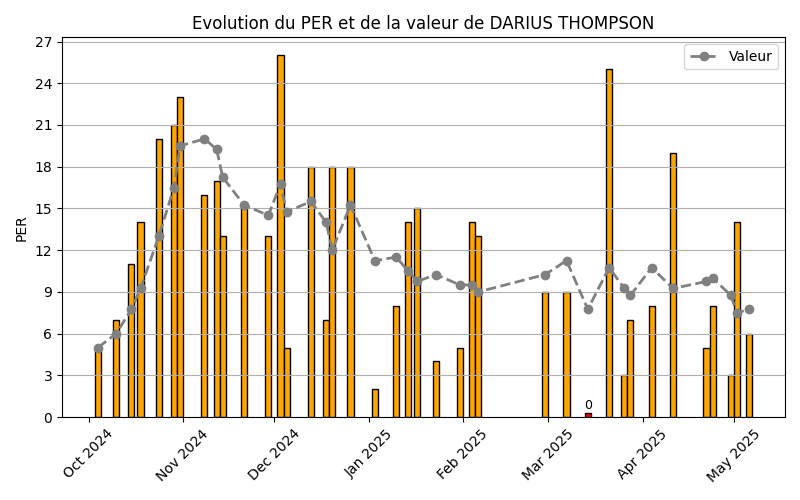 Evolution du PER et de la valeur de DARIUS THOMPSON
Valeur
PER
27
24
21
18
15
12
9
6
3
0
0
Oct 2024
Nov 2024
Dec 2024
Jan 2025
Feb 2025
Mar 2025
Apr 2025
May 2025